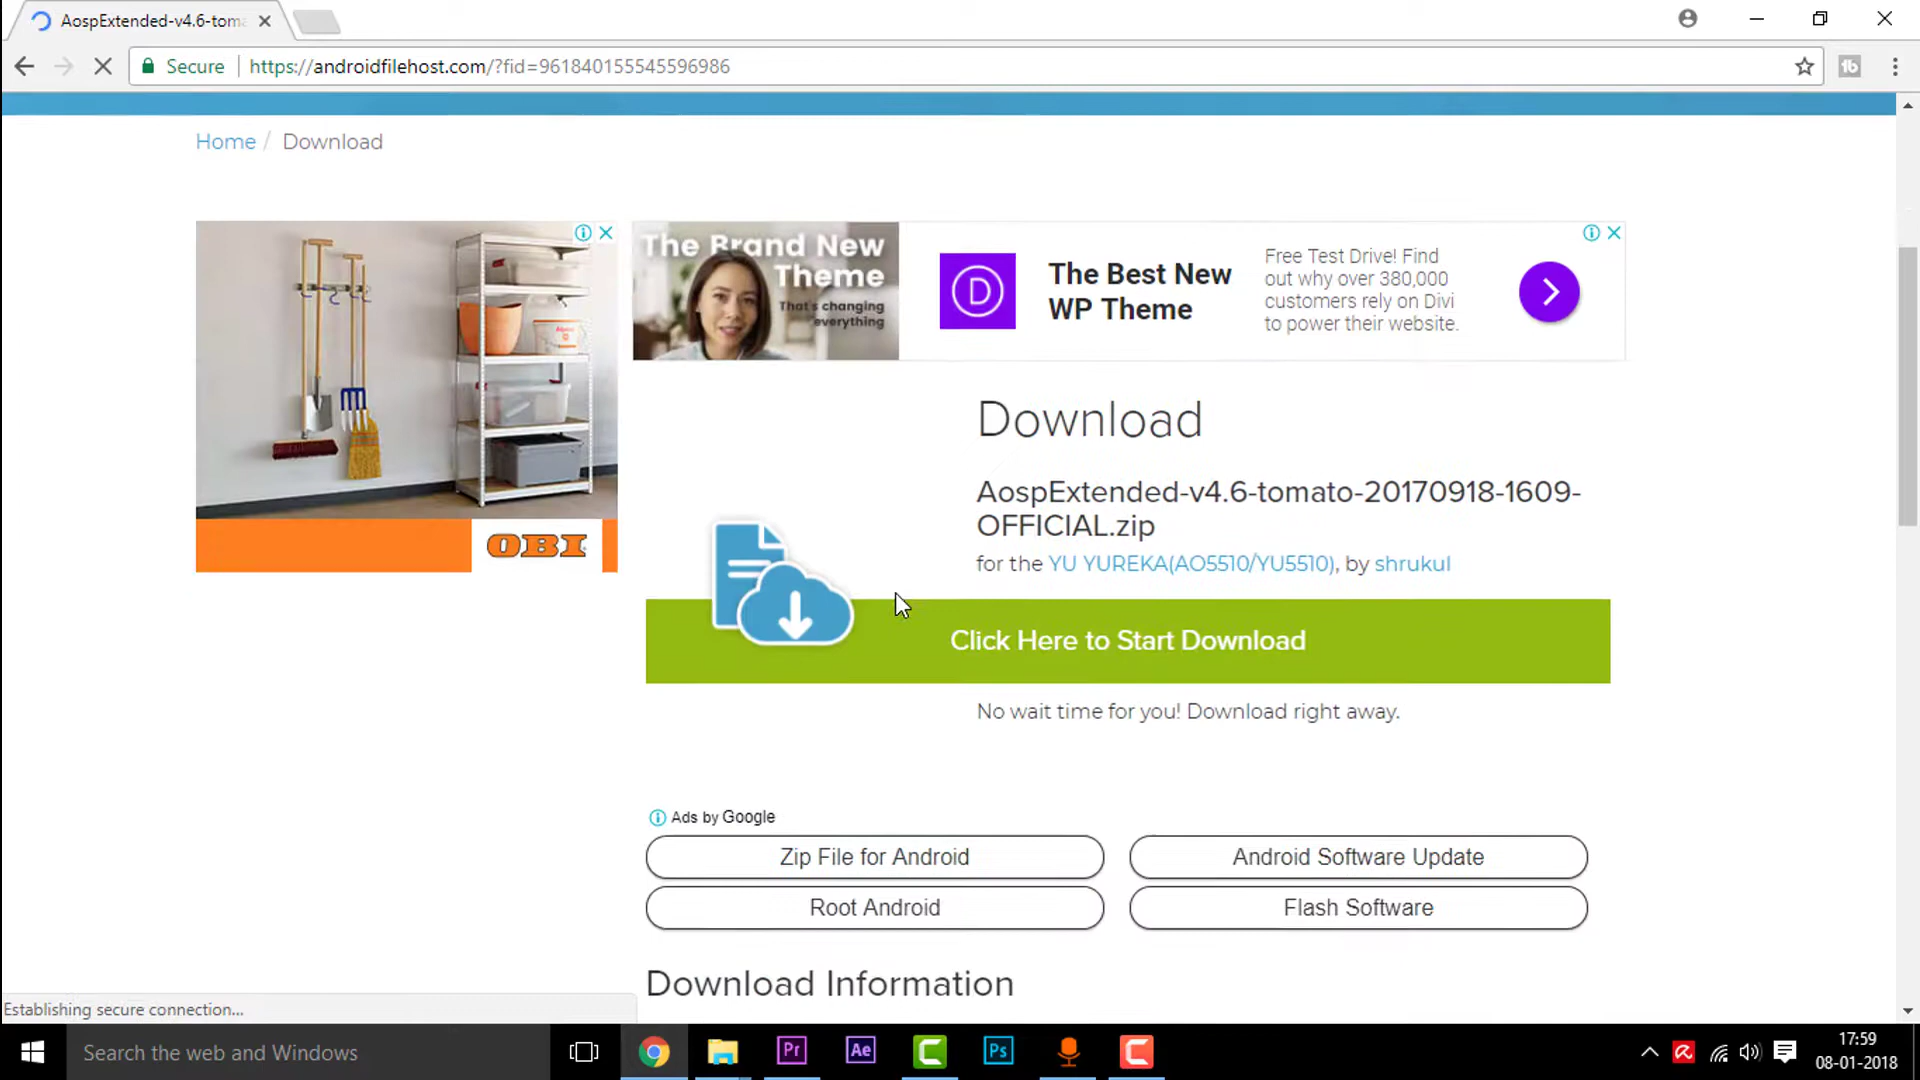 AospExtended-v4.6-toma
Secure
https://androidfilehost.com/?fid=961840155545596986
Home / Download
The Brand New
Theme
That's changing
everything
D
The Best New
WP Theme
Free Test Drive! Find
out why over 380,000
customers rely on Divi
to power their website.
OBI
Download
AospExtended-v4.6-tomato-20170918-1609-
OFFICIAL.zip
for the YU YUREKA(AO5510/YU5510), by shrukul
Click Here to Start Download
No wait time for you! Download right away.
Ads by Google
Zip File for Android
Android Software Update
Root Android
Flash Software
Download Information
Establishing secure connection...
Search the web and Windows
Pr
Ae
Ps
17:59
08-01-2018